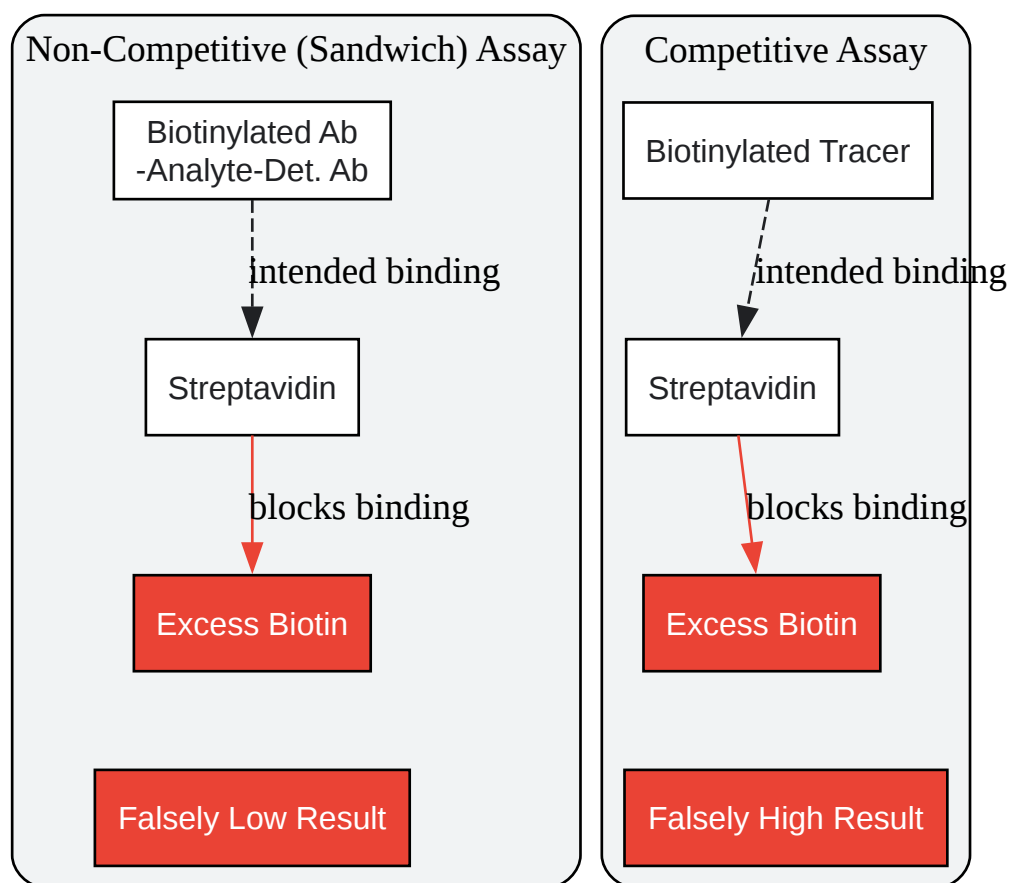 Non-Competitive (Sandwich) Assay
Biotinylated Ab
-Analyte-Det. Ab
intended binding
Streptavidin
blocks binding
Excess Biotin
Falsely Low Result
Competitive Assay
Biotinylated Tracer
intended binding
Streptavidin
blocks binding
Excess Biotin
Falsely High Result